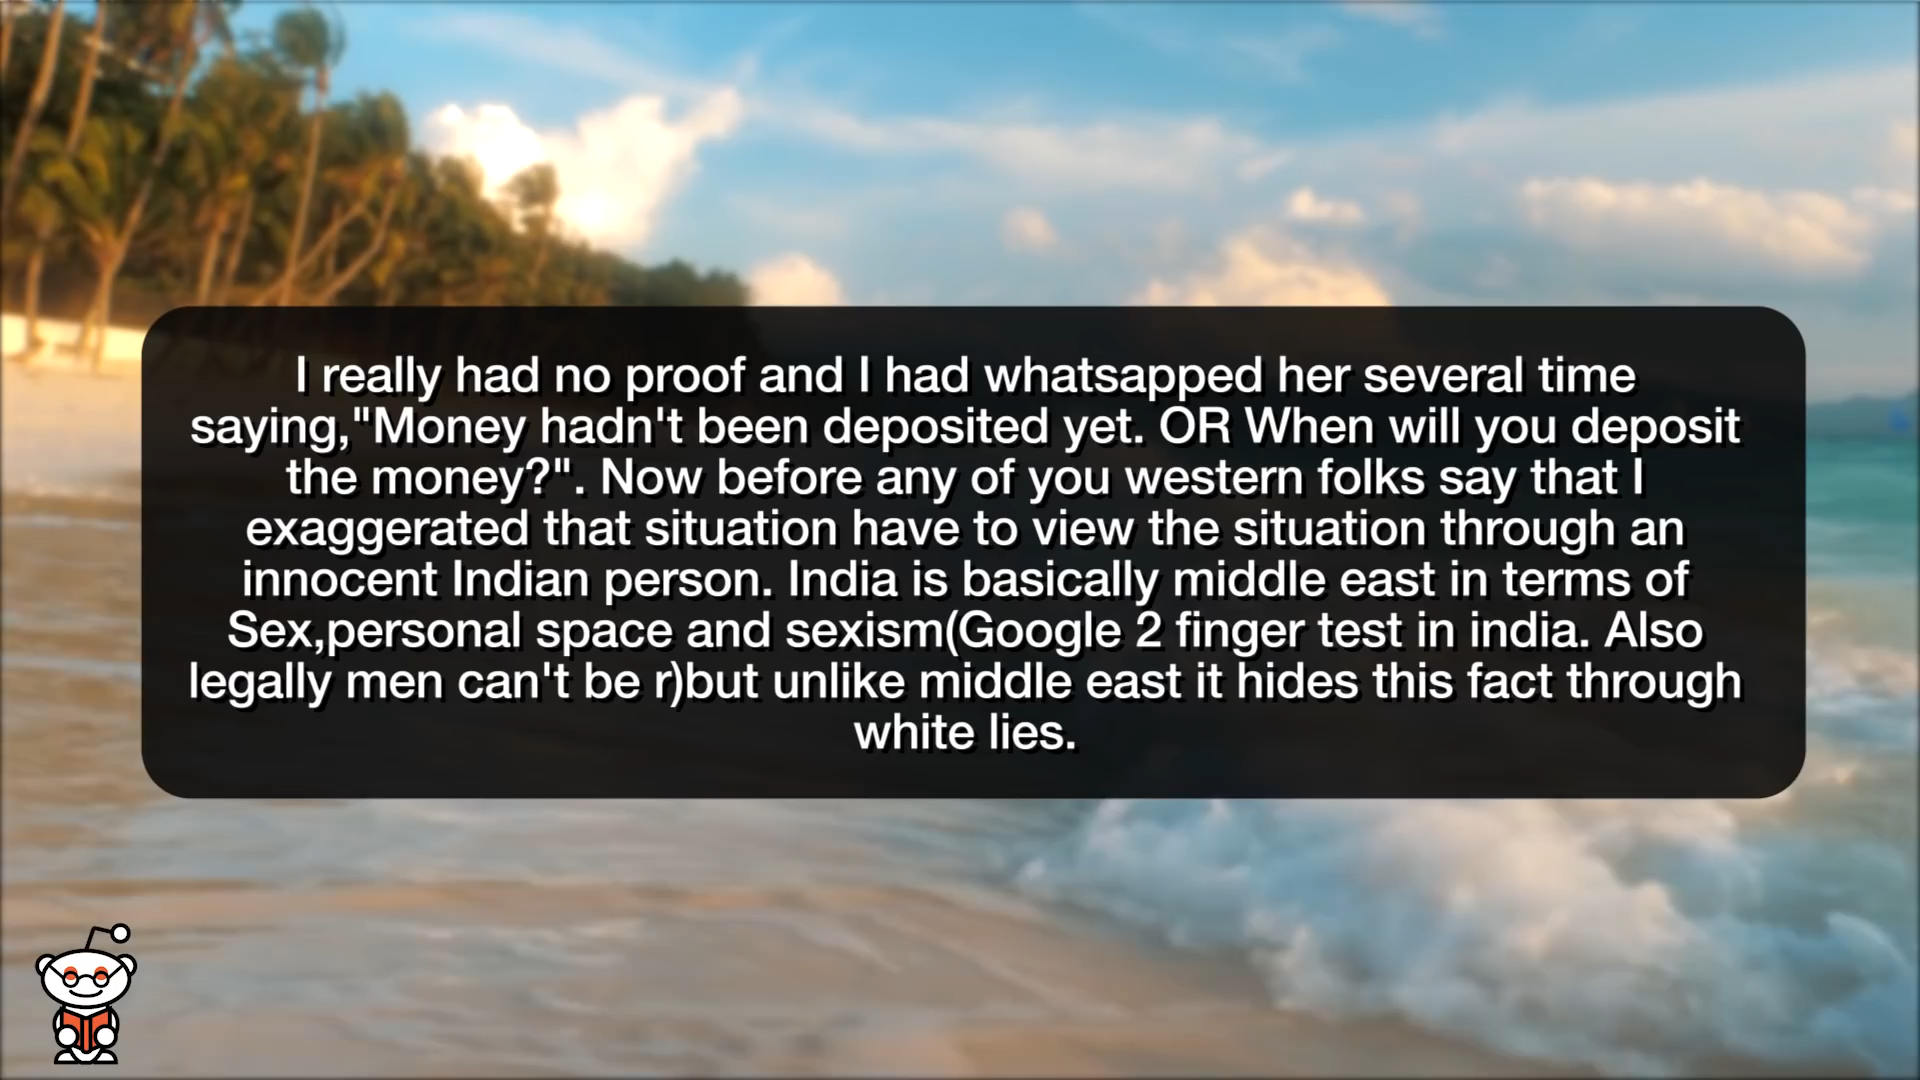 I really had no proof and I had whatsapped her several time
saying,"Money hadn't been deposited yet. OR When will you deposit
the money?". Now before any of you western folks say that I
exaggerated that situation have to view the situation through an
innocent Indian person. India is basically middle east in terms of
Sex,personal space and sexism(Google 2 finger test in india. Also
legally men can't be r)but unlike middle east it hides this fact through
white lies.